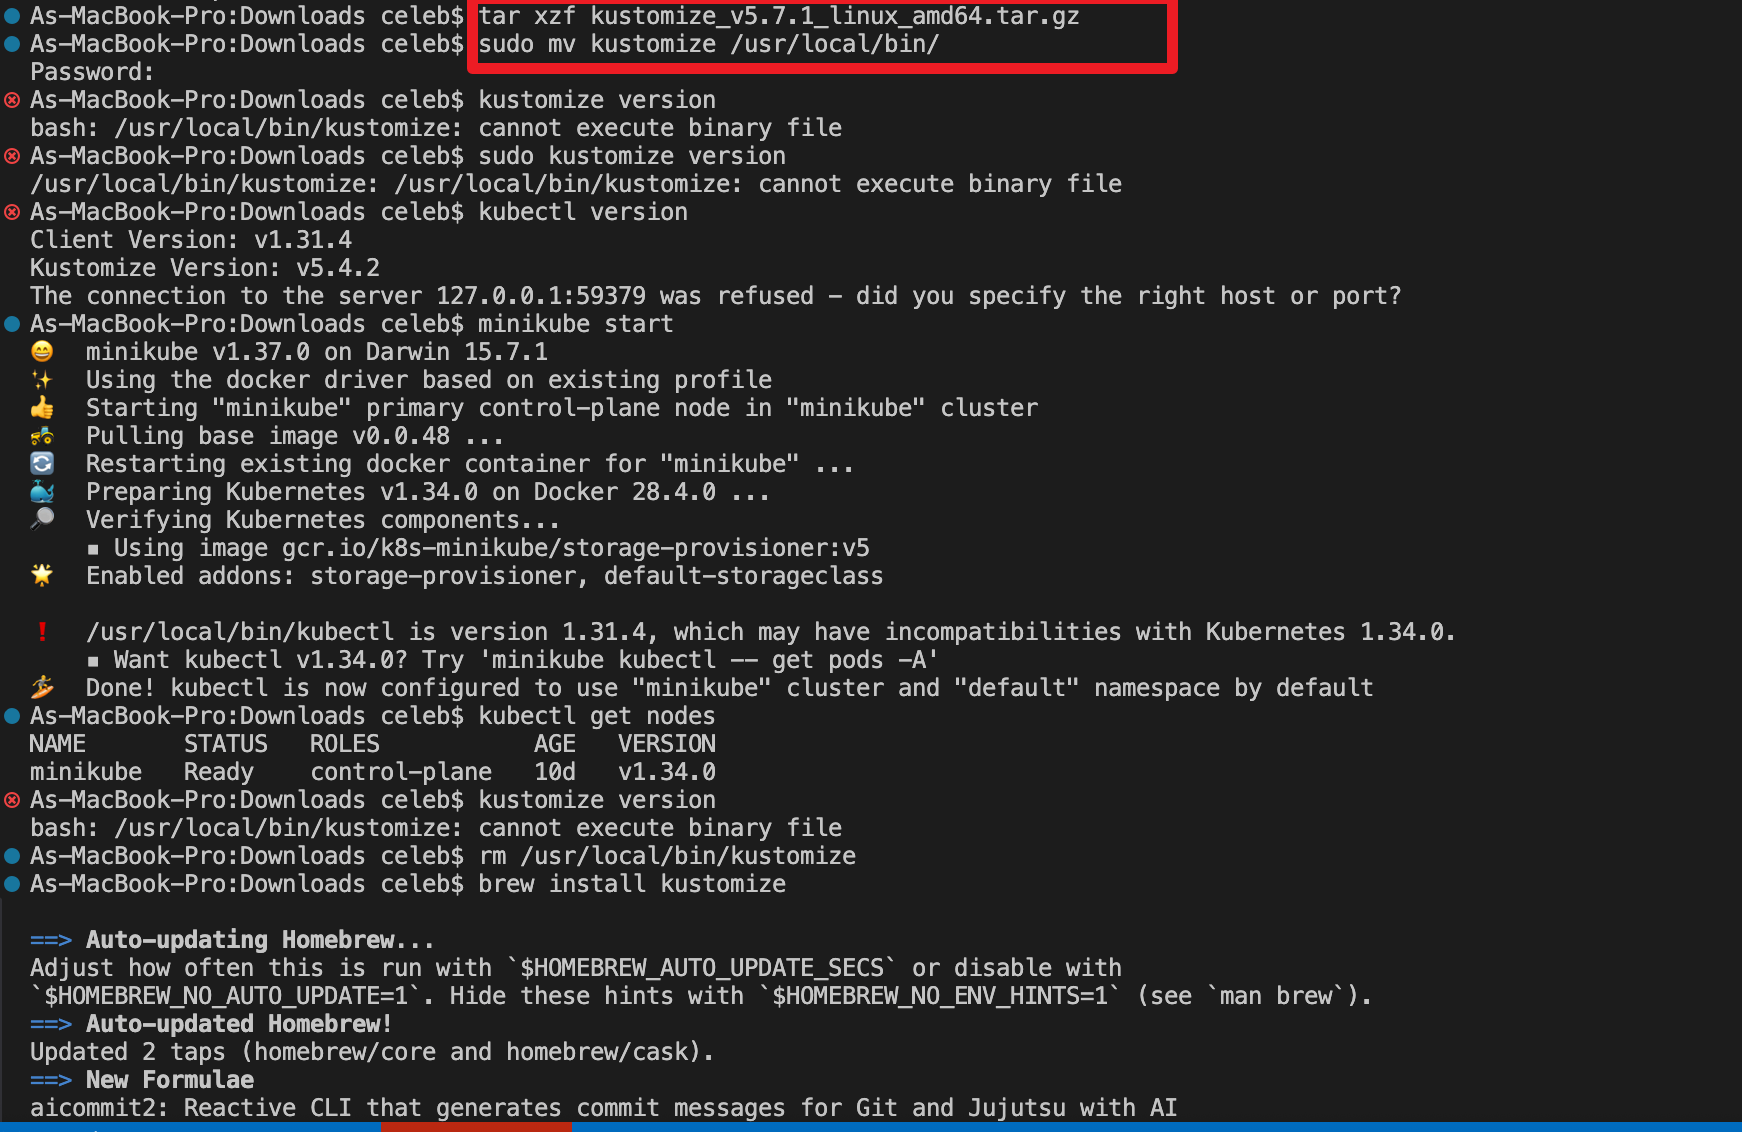 As-MacBook-Pro:Downloads celeb$ tar xzf kustomize_v5.7.1_linux_amd64.tar.gz
As-MacBook-Pro:Downloads celeb$ sudo mv kustomize /usr/local/bin/
Password:
As-MacBook-Pro:Downloads celeb$ kustomize version
bash: /usr/local/bin/kustomize: cannot execute binary file
As-MacBook-Pro:Downloads celeb$ sudo kustomize version
/usr/local/bin/kustomize: /usr/local/bin/kustomize: cannot execute binary file
As-MacBook-Pro:Downloads celeb$ kubectl version
Client Version: v1.31.4
Kustomize Version: v5.4.2
The connection to the server 127.0.0.1:59379 was refused - did you specify the right host or port?
As-MacBook-Pro:Downloads celeb$ minikube start
😄  minikube v1.37.0 on Darwin 15.7.1
✨  Using the docker driver based on existing profile
👍  Starting "minikube" primary control-plane node in "minikube" cluster
🚜  Pulling base image v0.0.48 ...
🔄  Restarting existing docker container for "minikube" ...
🐳  Preparing Kubernetes v1.34.0 on Docker 28.4.0 ...
🔎  Verifying Kubernetes components...
    ▪ Using image gcr.io/k8s-minikube/storage-provisioner:v5
🌟  Enabled addons: storage-provisioner, default-storageclass
❗  /usr/local/bin/kubectl is version 1.31.4, which may have incompatibilities with Kubernetes 1.34.0.
    ▪ Want kubectl v1.34.0? Try 'minikube kubectl -- get pods -A'
🏄  Done! kubectl is now configured to use "minikube" cluster and "default" namespace by default
As-MacBook-Pro:Downloads celeb$ kubectl get nodes
NAME       STATUS   ROLES           AGE   VERSION
minikube   Ready    control-plane   10d   v1.34.0
As-MacBook-Pro:Downloads celeb$ kustomize version
bash: /usr/local/bin/kustomize: cannot execute binary file
As-MacBook-Pro:Downloads celeb$ rm /usr/local/bin/kustomize
As-MacBook-Pro:Downloads celeb$ brew install kustomize
==> Auto-updating Homebrew...
Adjust how often this is run with `$HOMEBREW_AUTO_UPDATE_SECS` or disable with
`$HOMEBREW_NO_AUTO_UPDATE=1`. Hide these hints with `$HOMEBREW_NO_ENV_HINTS=1` (see `man brew`).
==> Auto-updated Homebrew!
Updated 2 taps (homebrew/core and homebrew/cask).
==> New Formulae
aicommit2: Reactive CLI that generates commit messages for Git and Jujutsu with AI